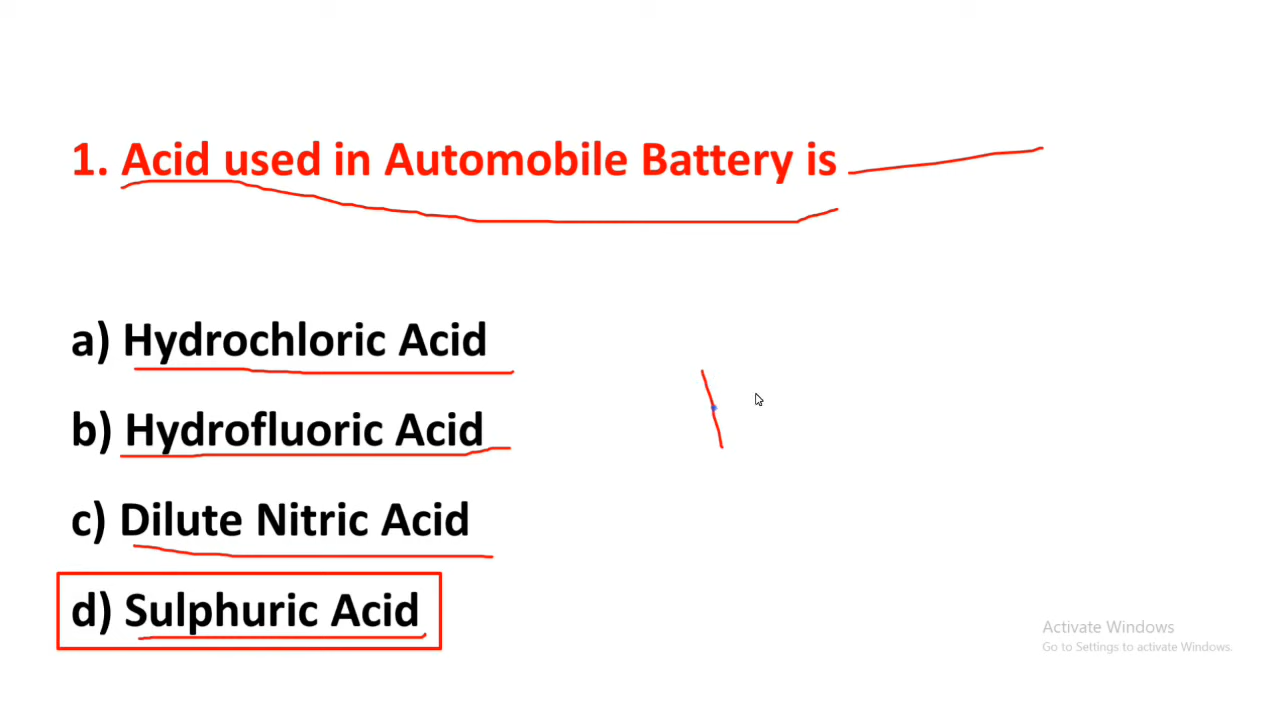 1. Acid used in Automobile Battery is
a) Hydrochloric Acid
b) Hydrofluoric Acid
c) Dilute Nitric Acid
d) Sulphuric Acid
Activate Windows
Go to Settings to activate Windows.